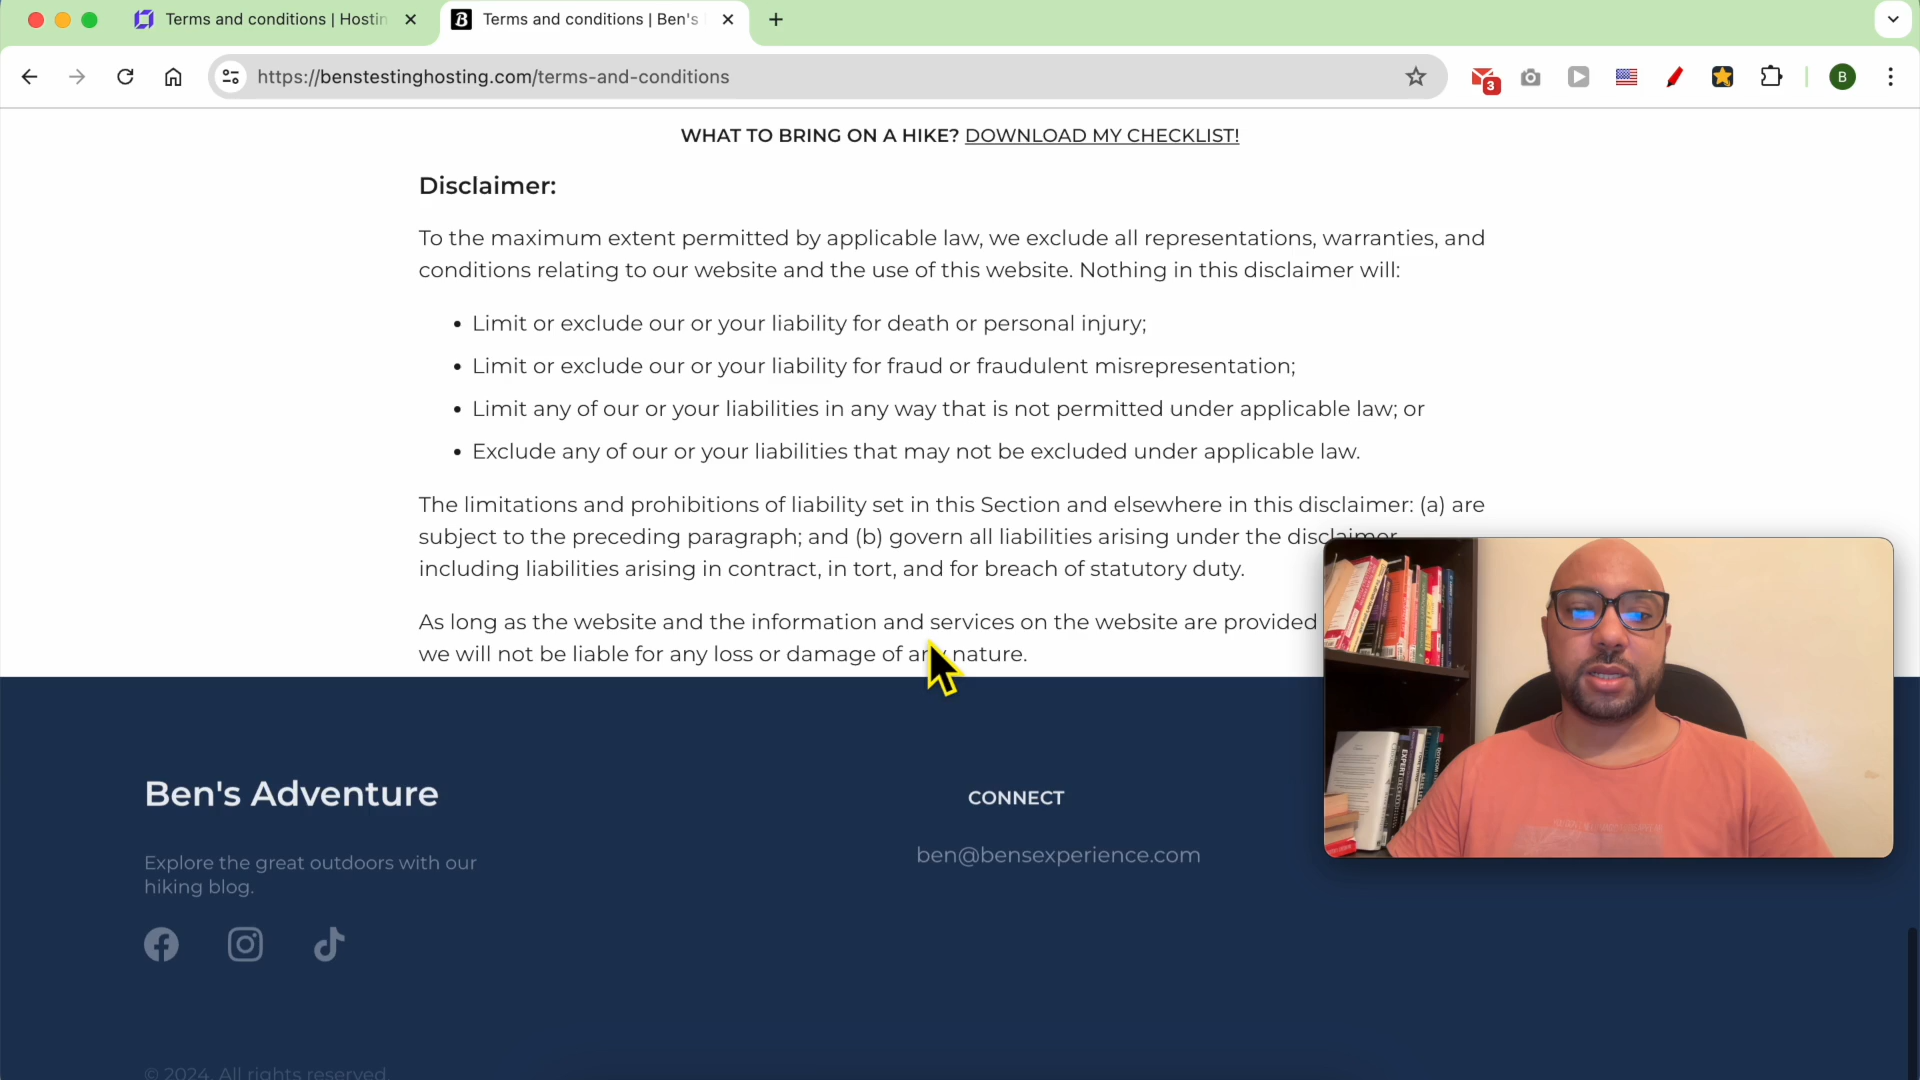 Terms and conditions | Hostin
Terms and conditions | Ben's
https://benstestinghosting.com/terms-and-conditions
3
B
WHAT TO BRING ON A HIKE? DOWNLOAD MY CHECKLIST!
Disclaimer:
To the maximum extent permitted by applicable law, we exclude all representations, warranties, and
conditions relating to our website and the use of this website. Nothing in this disclaimer will:
• Limit or exclude our or your liability for death or personal injury;
• Limit or exclude our or your liability for fraud or fraudulent misrepresentation;
• Limit any of our or your liabilities in any way that is not permitted under applicable law; or
• Exclude any of our or your liabilities that may not be excluded under applicable law.
The limitations and prohibitions of liability set in this Section and elsewhere in this disclaimer: (a) are
subject to the preceding paragraph; and (b) govern all liabilities arising under the disclaimer,
including liabilities arising in contract, in tort, and for breach of statutory duty.
As long as the website and the information and services on the website are provided
we will not be liable for any loss or damage of any nature.
Ben's Adventure
Explore the great outdoors with our
hiking blog.
CONNECT
ben@bensexperience.com
© 2024. All rights reserved